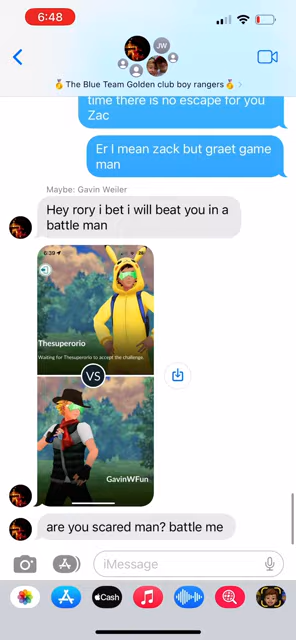 6:48
JW
🥇 The Blue Team Golden club boy rangers🥇 >
time there is no escape for you
Zac
Er I mean zack but graet game
man
Maybe: Gavin Weiler
Hey rory i bet i will beat you in a
battle man
6:39
Thesuperorio
Waiting for Thesuperorio to accept the challenge.
VS
GavinWFun
are you scared man? battle me
iMessage
Cash